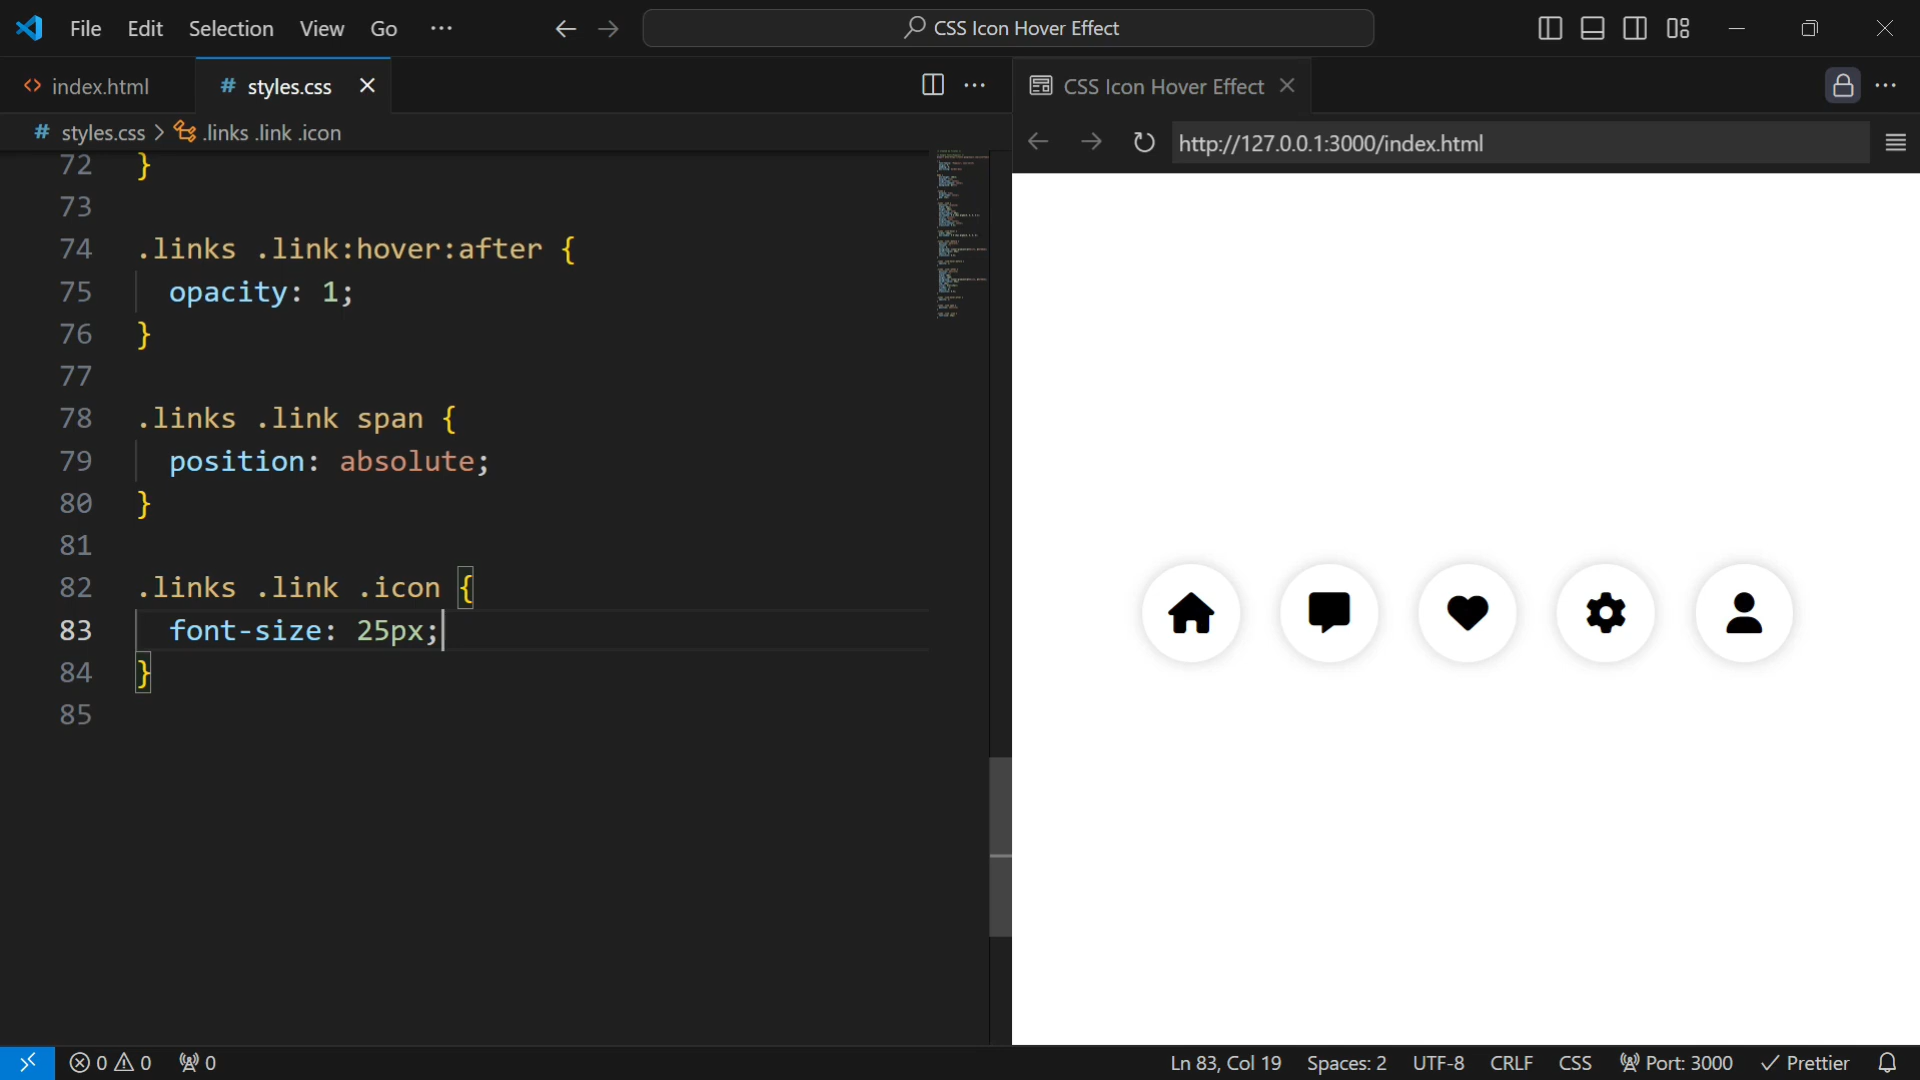 File Edit Selection View Go ···
CSS Icon Hover Effect
index.html
# styles.css
CSS Icon Hover Effect
# styles.css > .links .link .icon
http://127.0.0.1:3000/index.html
72 }
73
74 .links .link:hover:after {
75 opacity: 1;
76 }
77
78 .links .link span {
79 position: absolute;
80 }
81
82 .links .link .icon {
83 font-size: 25px;
84 }
85
0 0 0
Ln 83, Col 19 Spaces: 2 UTF-8 CRLF CSS Port: 3000 Prettier